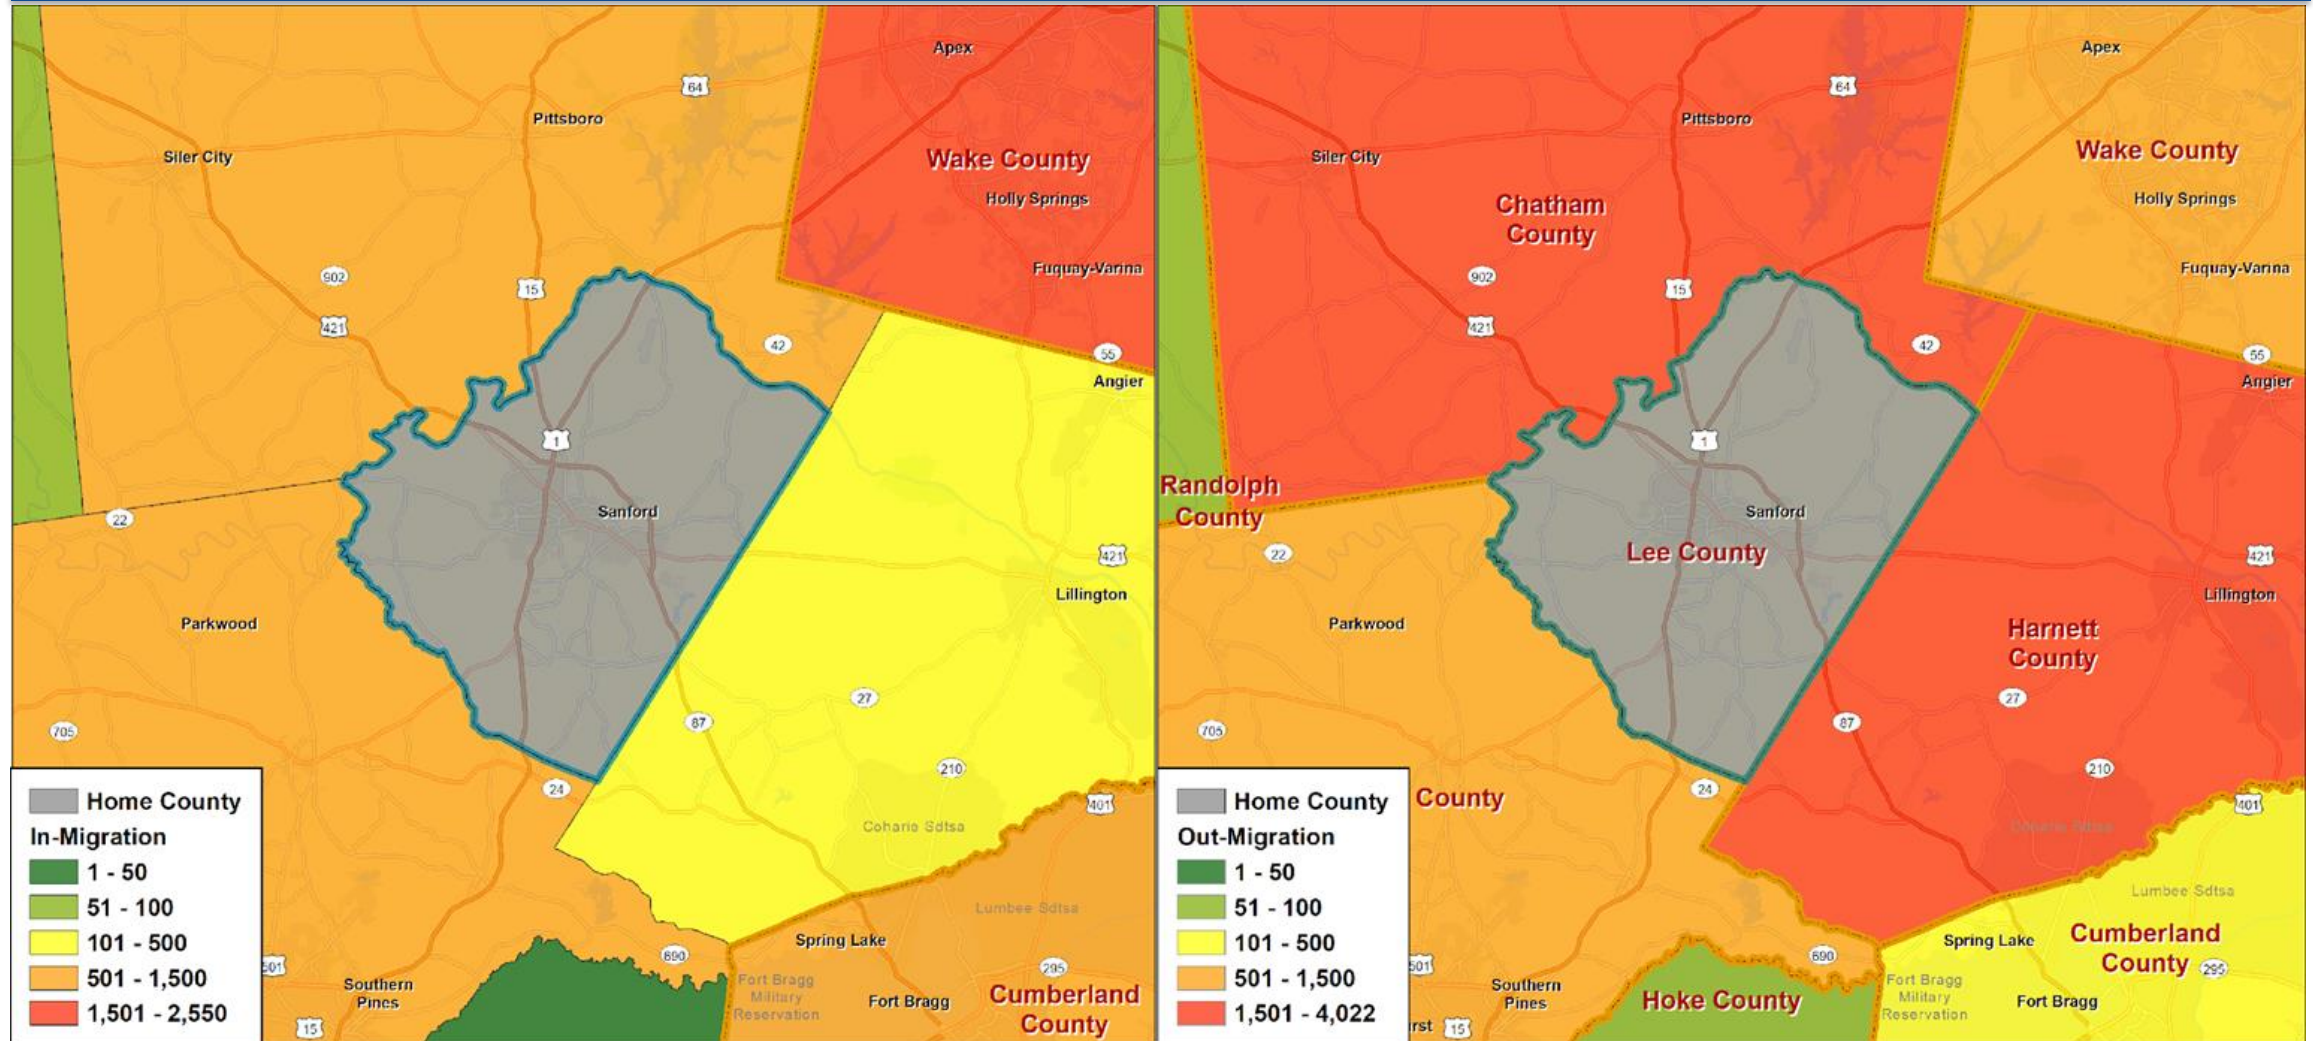 Apex
64
Pittsboro
Siler City
Wake County
Holly Springs
902
15
Fuquay-Varina
421
42
55
Angier
1
22
Sanford
421
Lillington
Parkwood
27
87
705
210
24
401
Coharie Sdtsa
Lumbee Sdtsa
Spring Lake
690
501
295
Southern
Pines
Fort Bragg
Military
Reservation
Fort Bragg
Cumberland
County
15
Home County
In-Migration
1 - 50
51 - 100
101 - 500
501 - 1,500
1,501 - 2,550
Apex
64
Pittsboro
Siler City
Wake County
Holly Springs
Chatham
County
902
15
Fuquay-Varina
421
42
55
Angier
1
Randolph
County
Sanford
22
Lee County
421
Lillington
Parkwood
Harnett
County
27
87
705
210
24
County
401
Coharie Sdtsa
Lumbee Sdtsa
Spring Lake
Cumberland
County
690
501
295
Southern
Pines
Hoke County
Fort Bragg
Military
Reservation
Fort Bragg
rst
15
Home County
Out-Migration
1 - 50
51 - 100
101 - 500
501 - 1,500
1,501 - 4,022